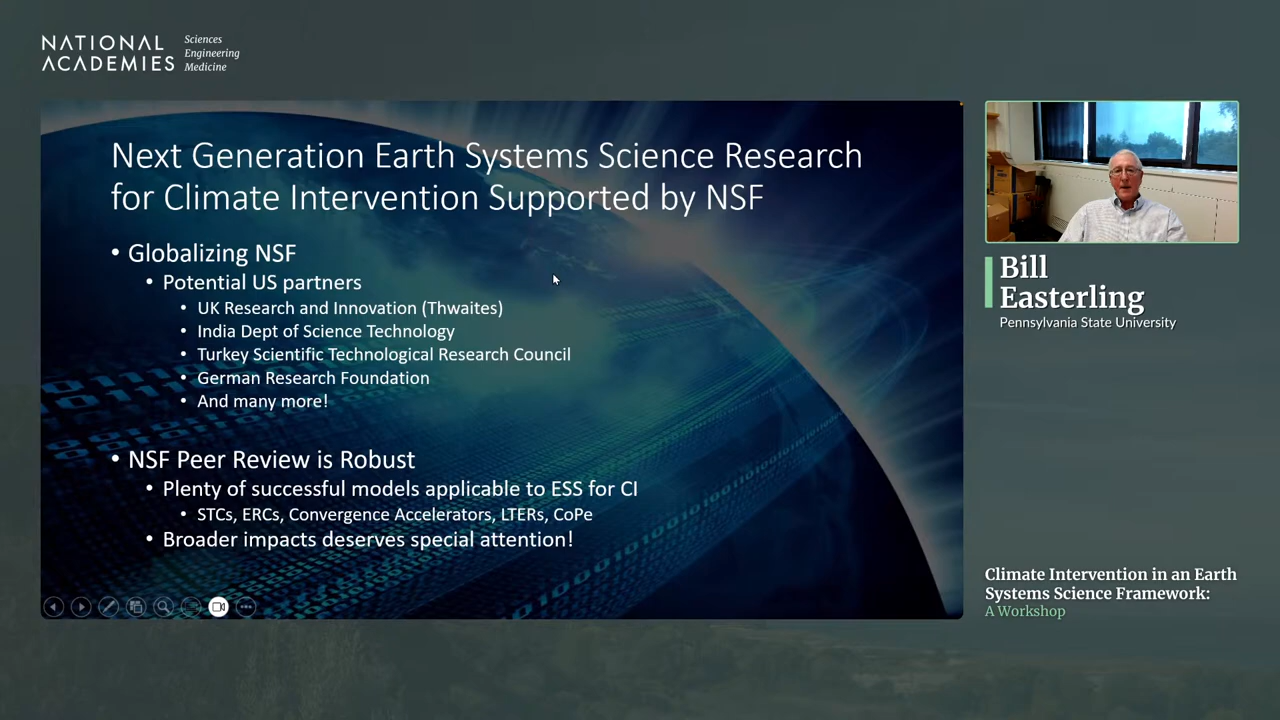 NATIONAL
ACADEMIES
Sciences
Engineering
Medicine
Next Generation Earth Systems Science Research
for Climate Intervention Supported by NSF
• Globalizing NSF
• Potential US partners
• UK Research and Innovation (Thwaites)
• India Dept of Science Technology
• Turkey Scientific Technological Research Council
• German Research Foundation
• And many more!
• NSF Peer Review is Robust
• Plenty of successful models applicable to ESS for CI
• STCs, ERCs, Convergence Accelerators, LTERs, CoPe
• Broader impacts deserves special attention!
Bill
Easterling
Pennsylvania State University
Climate Intervention in an Earth
Systems Science Framework:
A Workshop